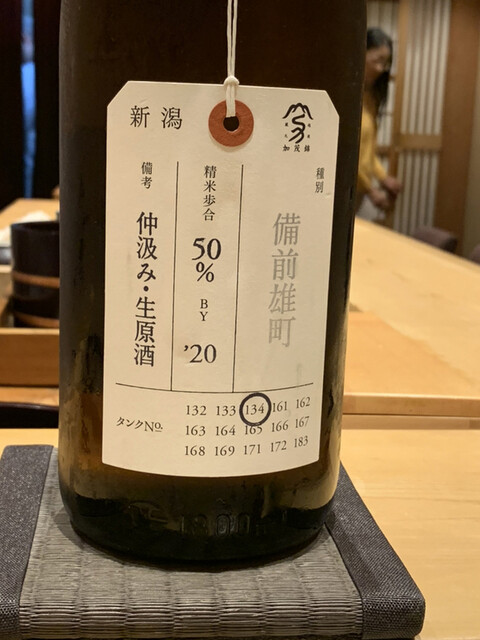 新潟
加茂錦
種別
備前雄町
精米歩合
50%
BY
'20
備考
仲汲み・生原酒
タンクNo.
132 133 134 161 162
163 164 165 166 167
168 169 171 172 183